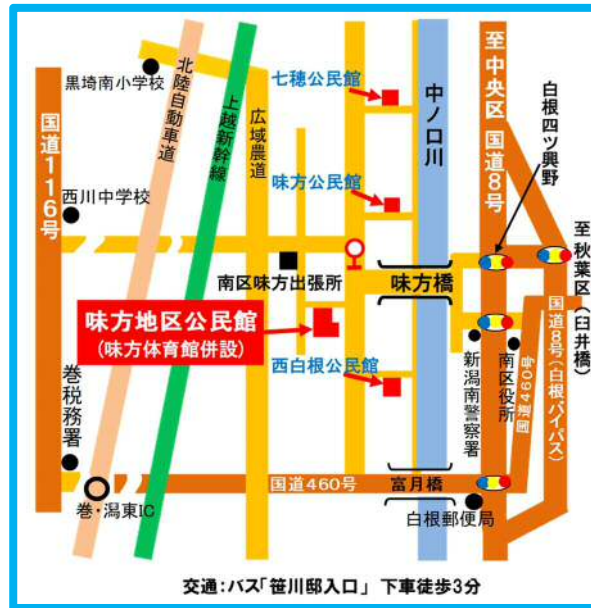 北陸自動車道
黒埼南小学校
上越新幹線
広域農道
七穂公民館
中ノ口川
至中央区 国道8号
白根四ツ興野
国道116号
西川中学校
味方公民館
至秋葉区(臼井橋)
南区味方出張所
味方橋
味方地区公民館
(味方体育館併設)
西白根公民館
新潟南警察署
南区役所
国道460号
国道8号(白根バイパス)
巻税務署
国道460号
富月橋
巻・潟東IC
白根郵便局
交通:バス「笹川邸入口」 下車徒歩3分